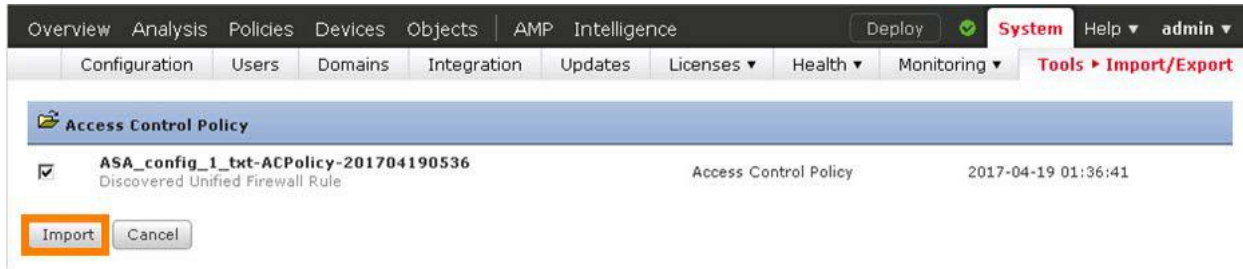 Overview Analysis Policies Devices Objects AMP Intelligence Deploy System Help ▾ admin ▾
Configuration Users Domains Integration Updates Licenses ▾ Health ▾ Monitoring ▾ Tools ▸ Import/Export
Access Control Policy
ASA_config_1_txt-ACPolicy-201704190536 Access Control Policy 2017-04-19 01:36:41
Discovered Unified Firewall Rule
Import Cancel